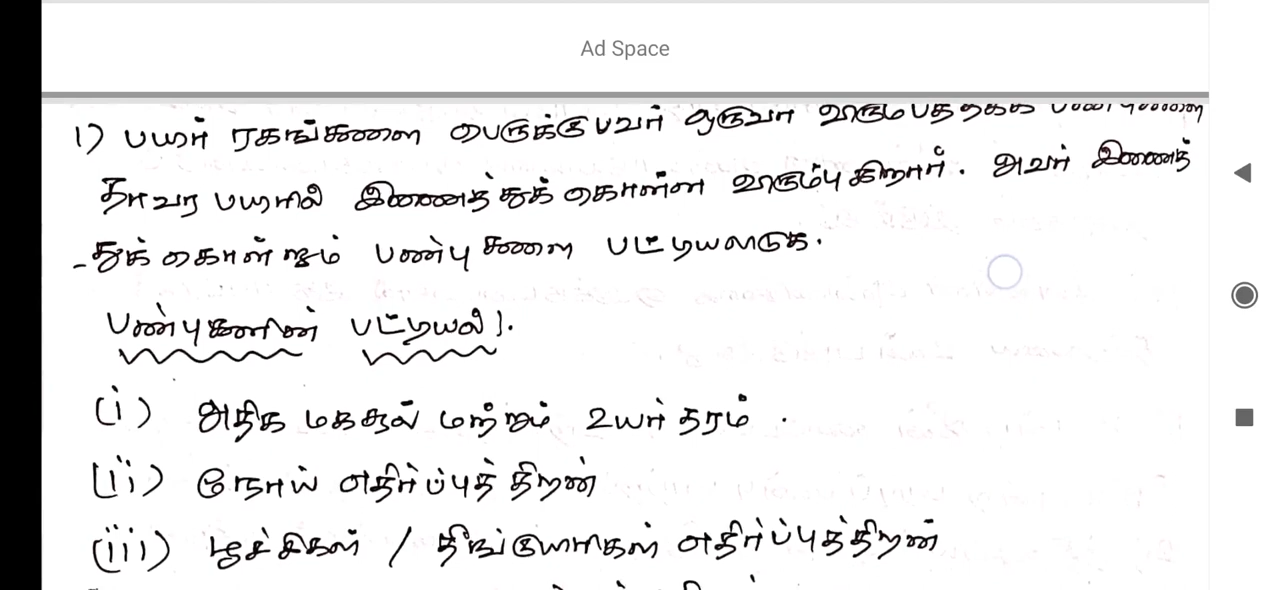 Ad Space
1) பயிர் ரகங்களை பெருக்குபவர் ஒருவர் விரும்பத்தக்க பண்புகளை
தாவர பயிரில் இணைத்துக் கொள்ள விரும்புகிறார். அவர் இணைத்
-துக் கொள்ளும் பண்புகளை பட்டியலிடுக.
பண்புகளின் பட்டியல்.
(i) அதிக மகசூல் மற்றும் உயர் தரம்.
(ii) நோய் எதிர்ப்புத் திறன்
(iii) பூச்சிகள் / தீங்குயிரிகள் எதிர்ப்புத்திறன்